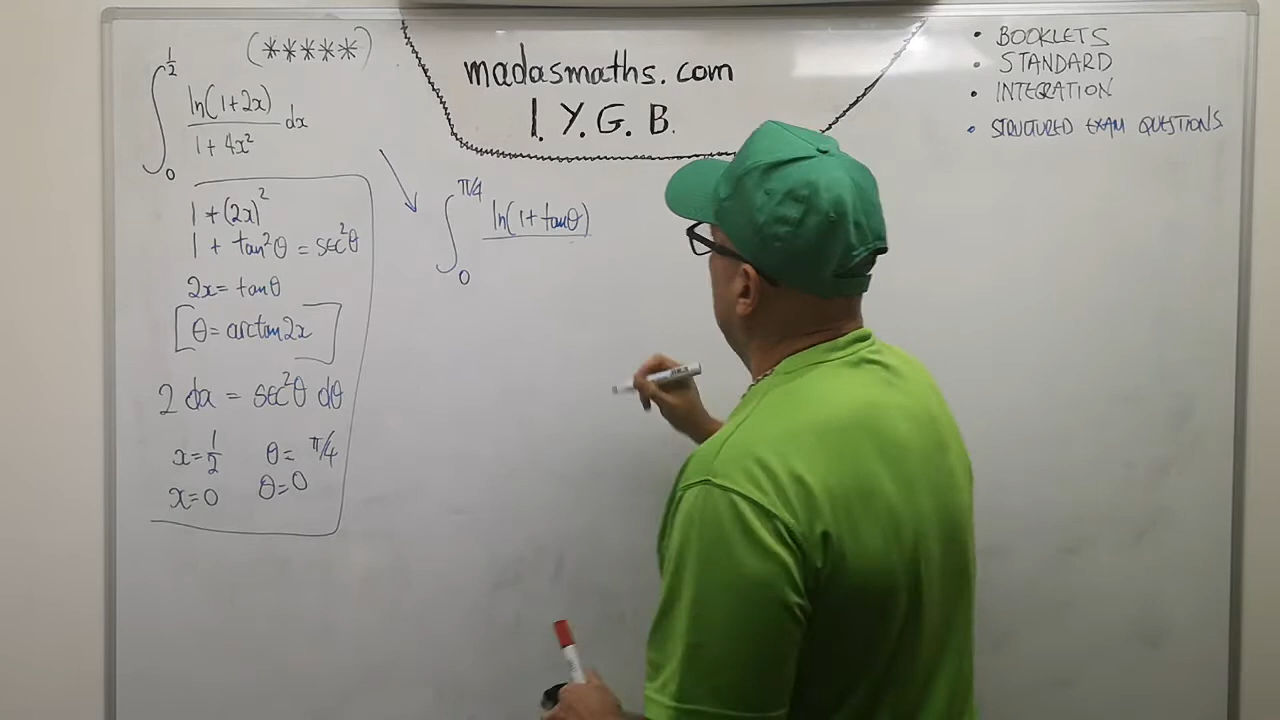 (*****)
∫₀^½ ln(1+2x) / 1+4x² dx
1+(2x)²
1 + tan²θ = sec²θ
2x = tanθ
[θ = arctan2x]
2 dx = sec²θ dθ
x=1/2 θ= π/4
x=0 θ=0
madasmaths.com
I.Y.G.B.
∫₀^π/4 ln(1+tanθ)
• BOOKLETS
• STANDARD
• INTEGRATION
• STRUCTURED EXAM QUESTIONS